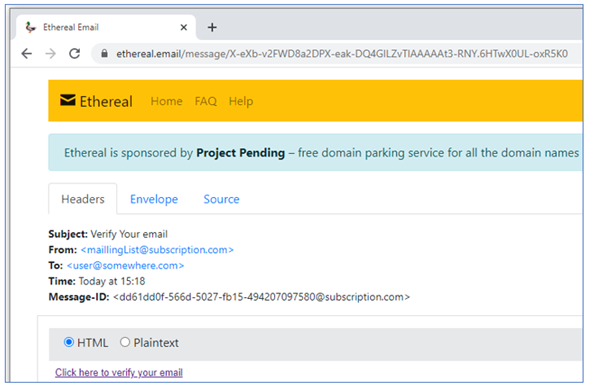 Ethereal Email
ethereal.email/message/X-eXb-v2FWD8a2DPX-eak-DQ4GILZvTIAAAAAt3-RNY.6HTwX0UL-oxR5K0
Ethereal Home FAQ Help
Ethereal is sponsored by Project Pending – free domain parking service for all the domain names
Headers Envelope Source
Subject: Verify Your email
From: <maillingList@subscription.com>
To: <user@somewhere.com>
Time: Today at 15:18
Message-ID: <dd61dd0f-566d-5027-fb15-494207097580@subscription.com>
HTML Plaintext
Click here to verify your email